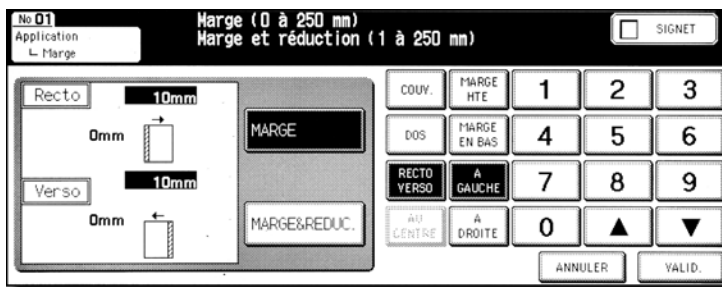 No 01
Application
Marge
Marge (0 à 250 mm)
Marge et réduction (1 à 250 mm)
SIGNET
Recto
10mm
0mm
Verso
10mm
0mm
MARGE
MARGE&REDUC.
COUV.
MARGE
HTE
1
2
3
DOS
MARGE
EN BAS
4
5
6
RECTO
VERSO
A
GAUCHE
7
8
9
AU
CENTRE
A
DROITE
0
ANNULER
VALID.